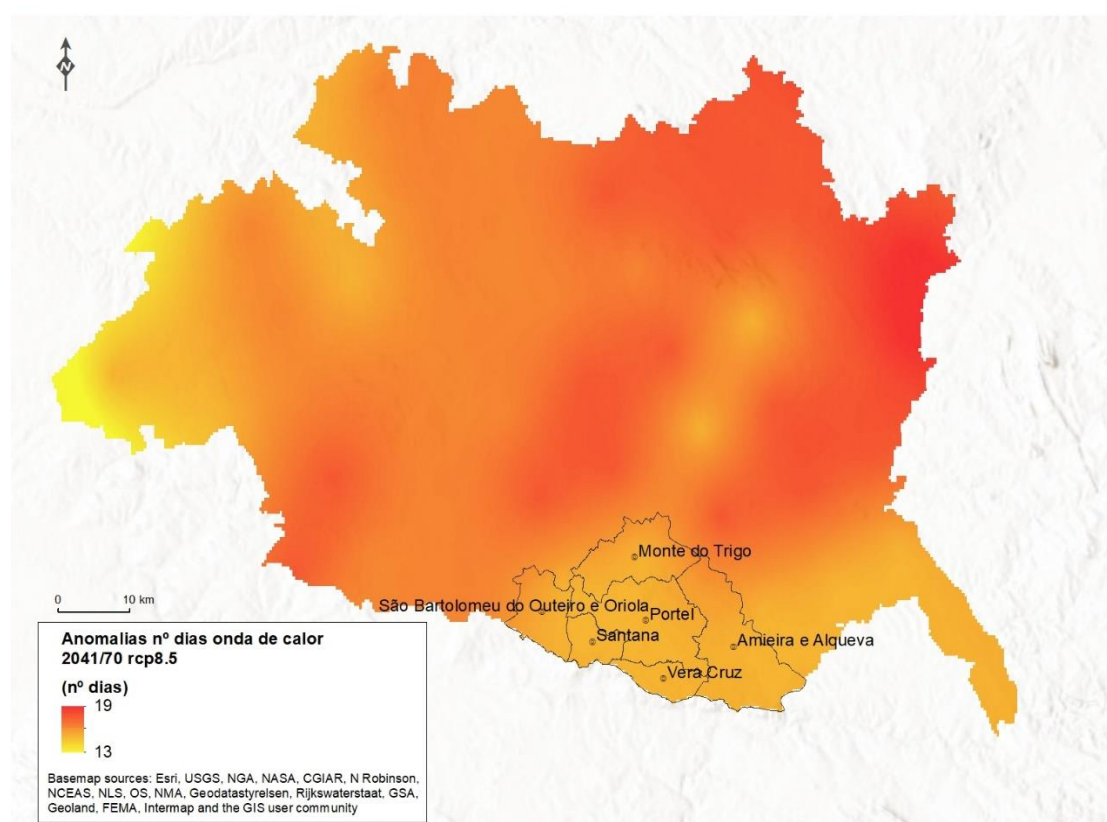 N
Monte do Trigo
São Bartolomeu do Outeiro e Oriola
Portel
Santana
Amieira e Alqueva
Vera Cruz
0 10 km
Anomalias nº dias onda de calor
2041/70 rcp8.5
(nº dias)
19
13
Basemap sources: Esri, USGS, NGA, NASA, CGIAR, N Robinson,
NCEAS, NLS, OS, NMA, Geodatastyrelsen, Rijkswaterstaat, GSA,
Geoland, FEMA, Intermap and the GIS user community